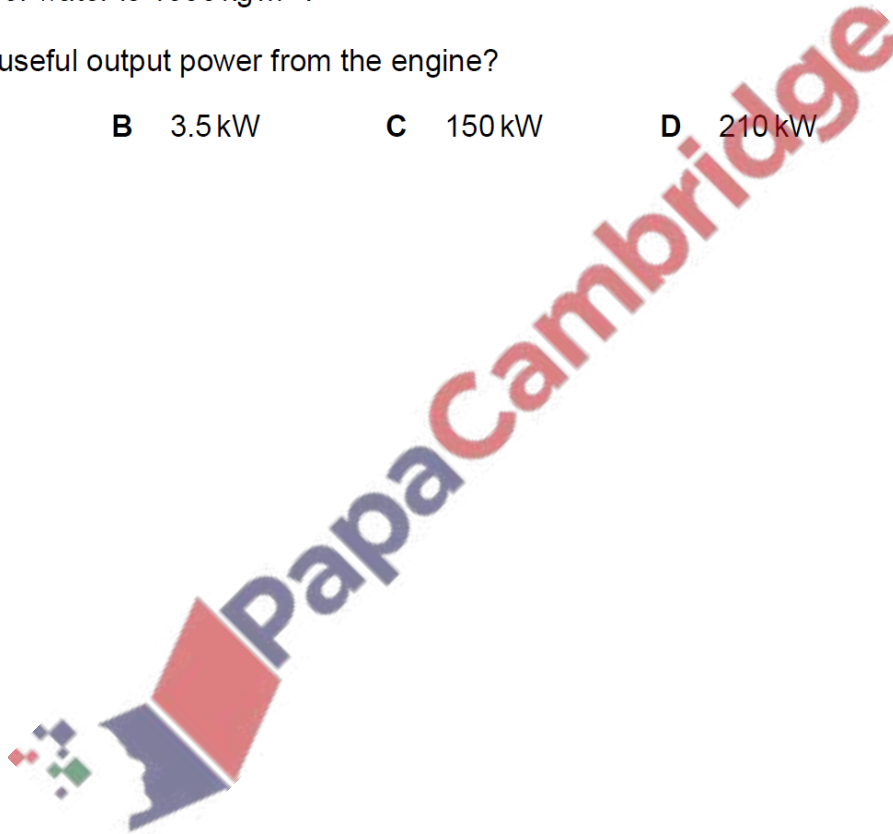 useful output power from the engine?
B 3.5 kW C 150 kW D 210 kW
PapaCambridge